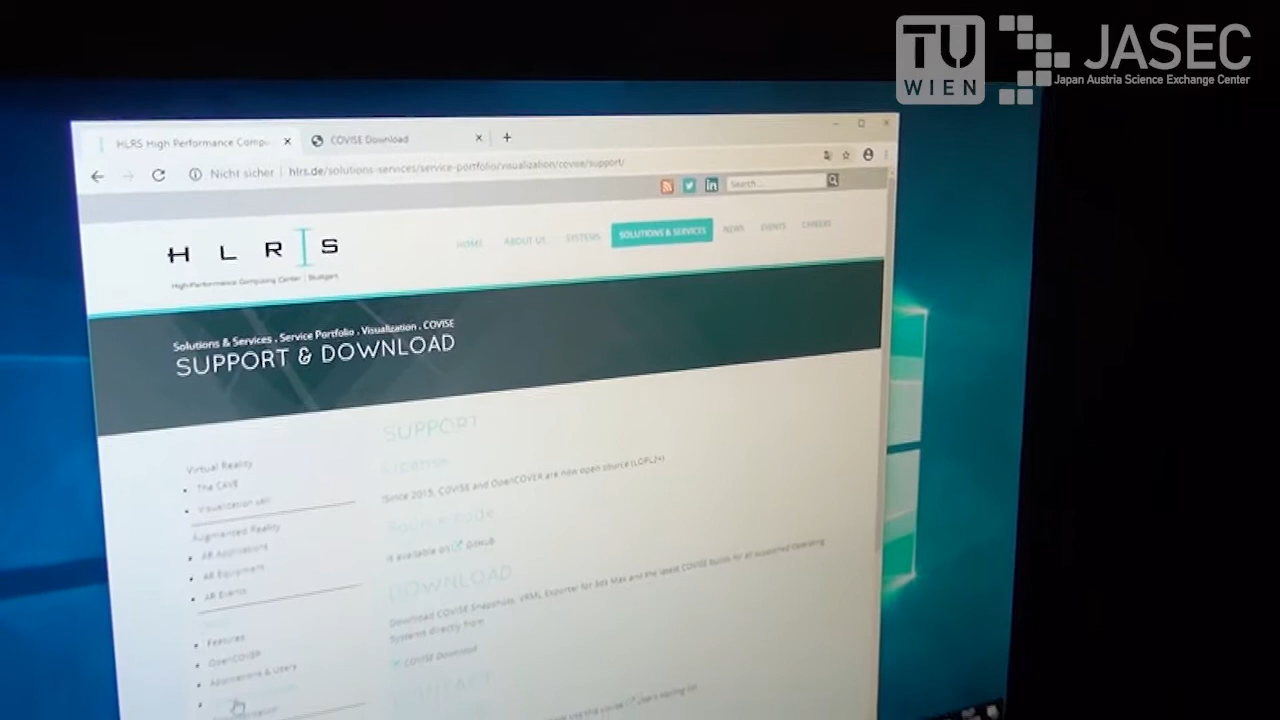 TU
WIEN
JASEC
Japan Austria Science Exchange Center
HLRS High Performance Compu
COVISE Download
Nicht sicher
hlrs.de/solutions-services/service-portfolio/visualization/covise/support/
Search...
HLRS
High-Performance Computing Center | Stuttgart
HOME
ABOUT US
SYSTEMS
SOLUTIONS & SERVICES
NEWS
EVENTS
CAREERS
Solutions & Services . Service Portfolio . Visualization . COVISE
SUPPORT & DOWNLOAD
Virtual Reality
The CAVE
Visualization
Augmented Reality
AR Applications
AR Equipment
AR Events
Features
OpenCOVER
Applications & Users
SUPPORT
Since 2015, COVISE and OpenCOVER are now open source (LGPL2+)
Source code
is available on GitHUB
DOWNLOAD
Download COVISE Snapshots, VRML Exporter for 3ds Max and the latest COVISE builds for all supported Operating
Systems directly from
COVISE Download
CONTACT
users mailing list